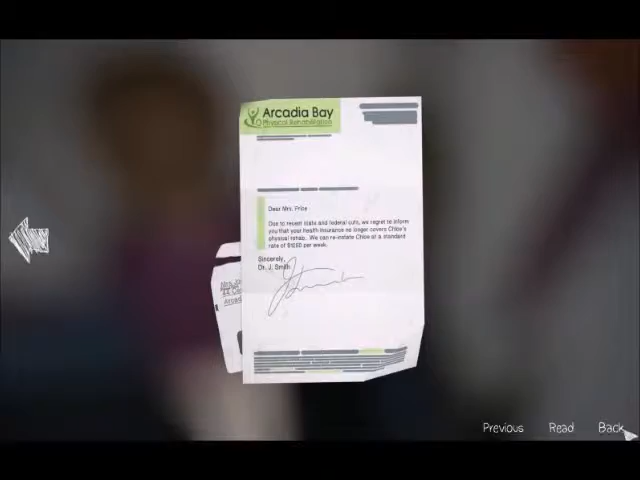 Arcadia Bay
Physical Rehabilitation
Dear Mrs. Price
Due to recent state and federal cuts, we regret to inform
you that your health insurance no longer covers Chloe's
physical rehab. We can re-instate Chloe at a standard
rate of per week.
Sincerely,
Dr. J. Smith
Previous Read Back